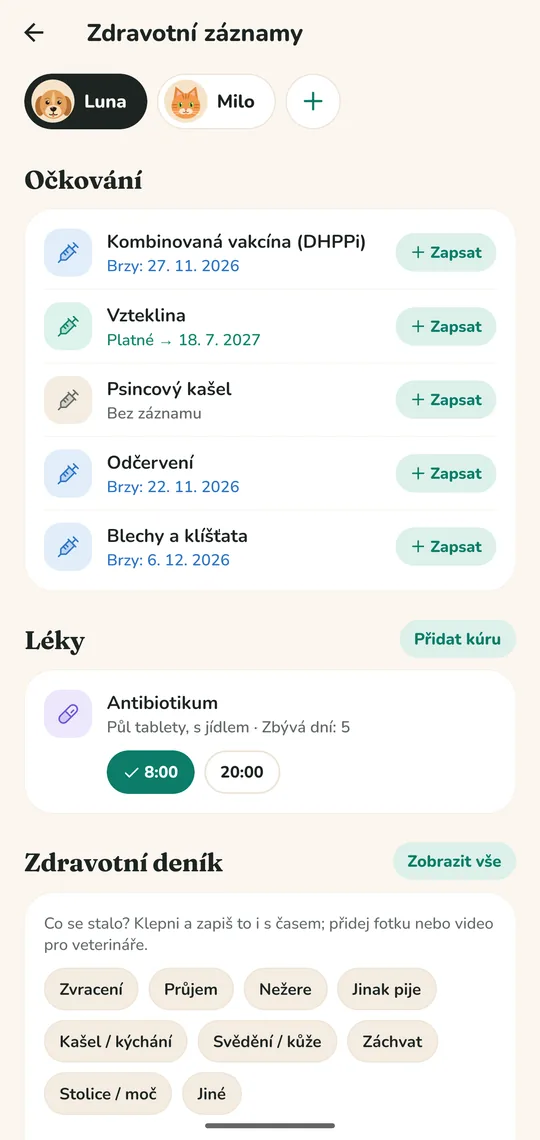 Zdravotní záznamy
Luna
Milo
+
Očkování
Kombinovaná vakcína (DHPPi)
Brzy: 27. 11. 2026
+ Zapsat
Vzteklina
Platné → 18. 7. 2027
+ Zapsat
Psincový kašel
Bez záznamu
+ Zapsat
Odčervení
Brzy: 22. 11. 2026
+ Zapsat
Blechy a klíšťata
Brzy: 6. 12. 2026
+ Zapsat
Léky
Přidat kúru
Antibiotikum
Půl tablety, s jídlem · Zbývá dní: 5
✓ 8:00
20:00
Zdravotní deník
Zobrazit vše
Co se stalo? Klepni a zapiš to i s časem; přidej fotku nebo video
pro veterináře.
Zvracení
Průjem
Nežere
Jinak pije
Kašel / kýchání
Svědění / kůže
Záchvat
Stolice / moč
Jiné